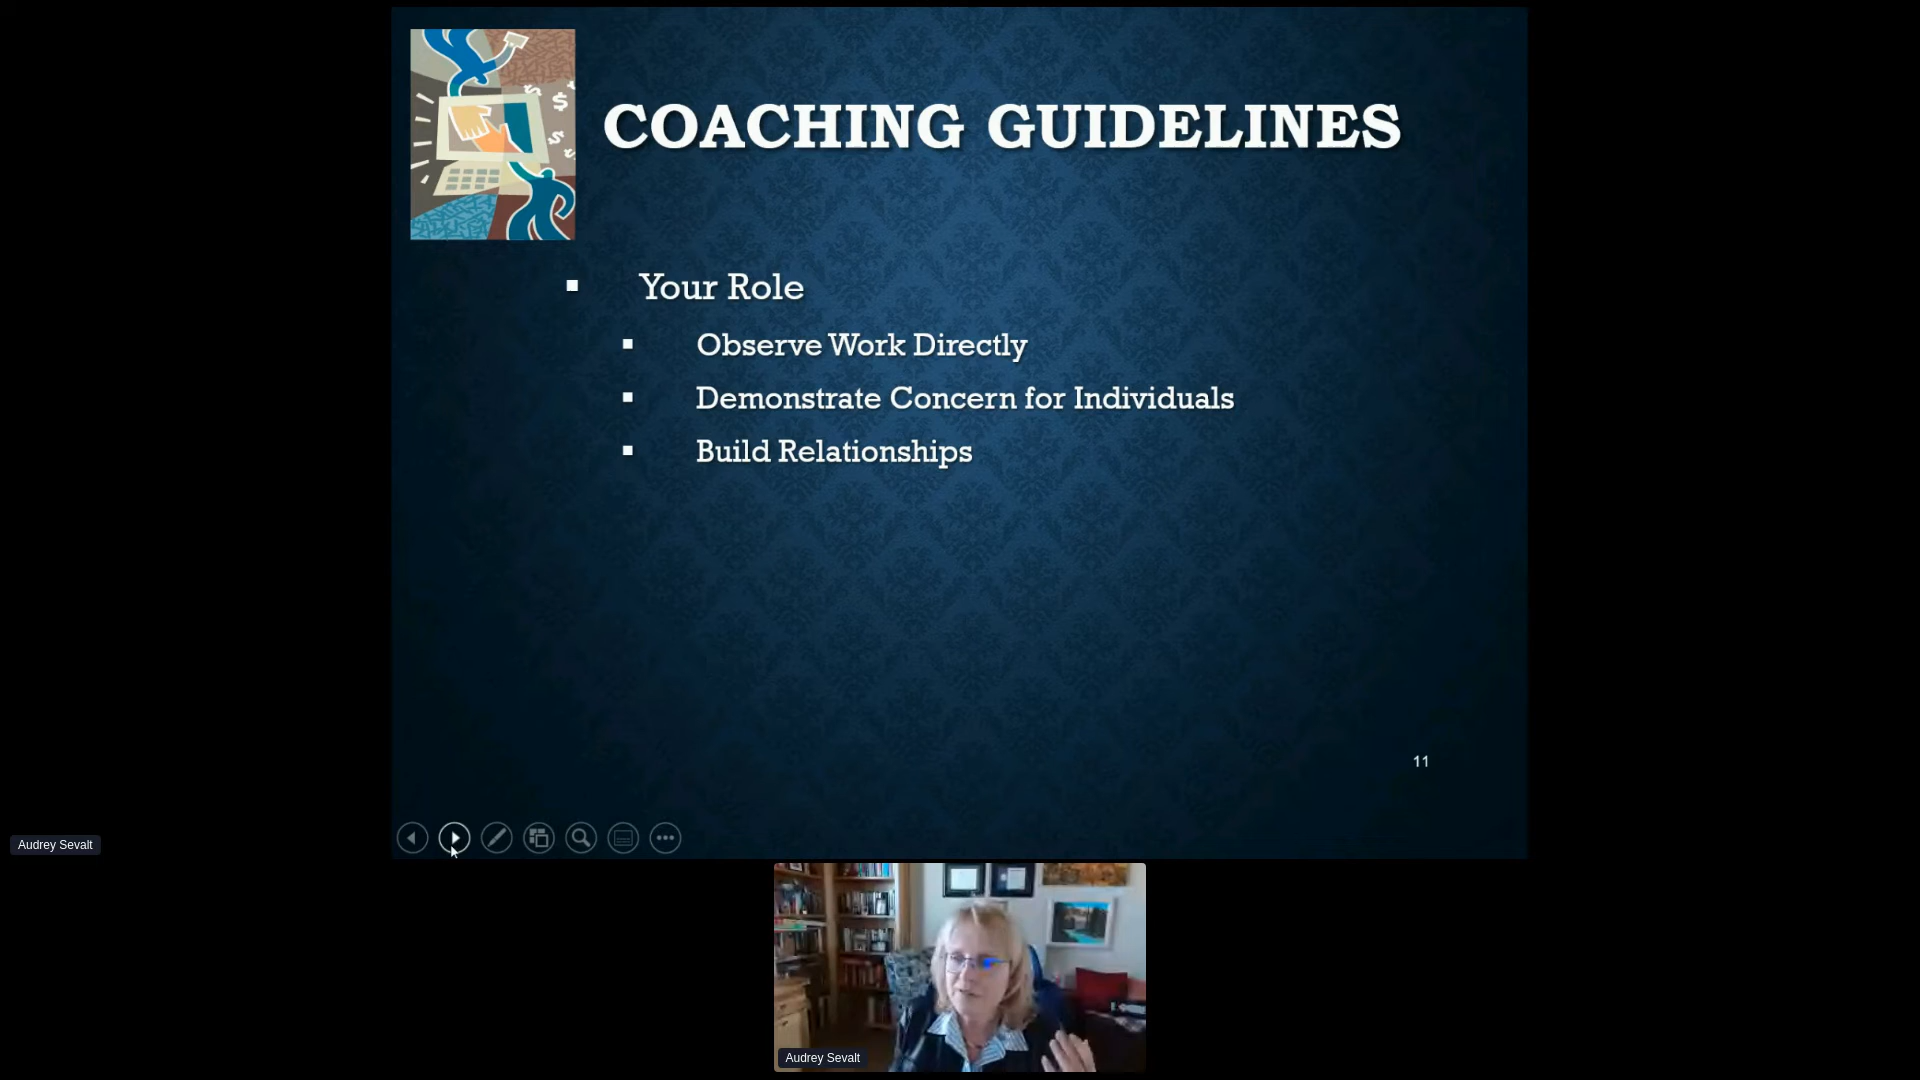 COACHING GUIDELINES
Your Role
Observe Work Directly
Demonstrate Concern for Individuals
Build Relationships
11
Audrey Sevalt
Audrey Sevalt